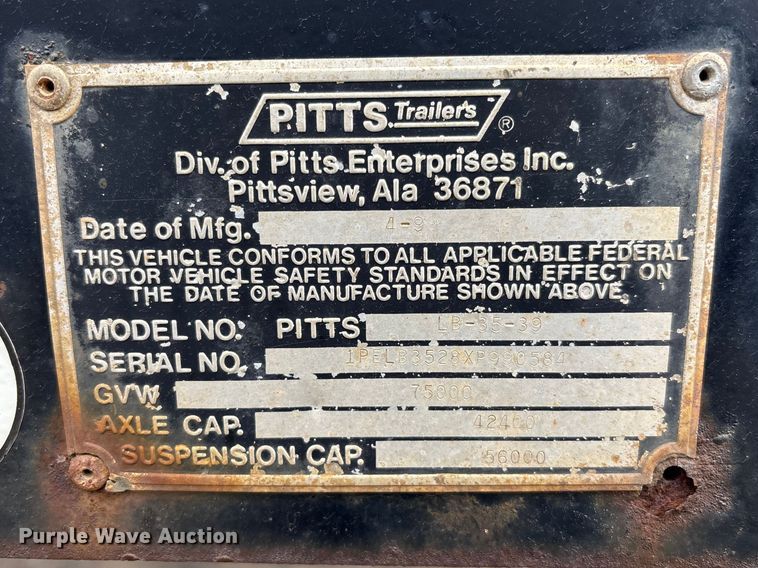 PITTS Trailers ®
Div. of Pitts Enterprises Inc.
Pittsview, Ala 36871
Date of Mfg.
THIS VEHICLE CONFORMS TO ALL APPLICABLE FEDERAL
MOTOR VEHICLE SAFETY STANDARDS IN EFFECT ON
THE DATE OF MANUFACTURE SHOWN ABOVE.
MODEL NO: PITTS LB-35-39
SERIAL NO.
GVW 75000
AXLE CAP.
SUSPENSION CAP. 56000
Purple Wave Auction